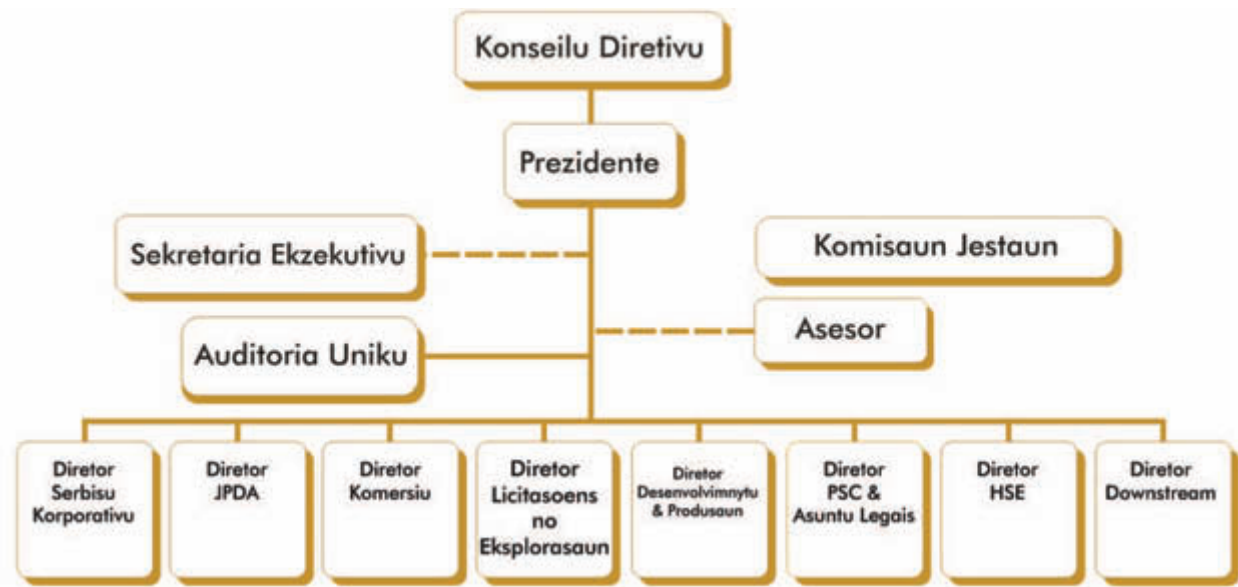 Konseilu Diretivu
Prezidente
Sekretaria Ekzekutivu
Komisaun Jestaun
Asesor
Auditoria Uniku
Diretor
Serbisu
Korporativu
Diretor
JPDA
Diretor
Komersiu
Diretor
Licitasoens
no
Eksplorasaun
Diretor
Desenvolvimnytu
& Produsaun
Diretor
PSC &
Asuntu Legais
Diretor
HSE
Diretor
Downstream